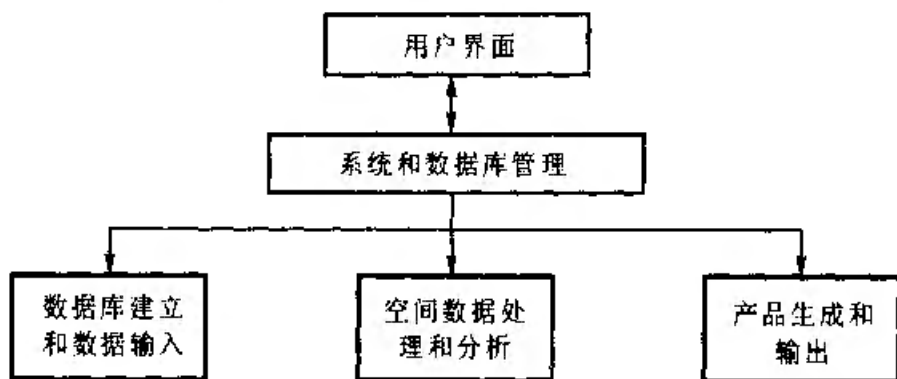 用户界面
系统和数据库管理
数据库建立
和数据输入
空间数据处
理和分析
产品生成和
输出